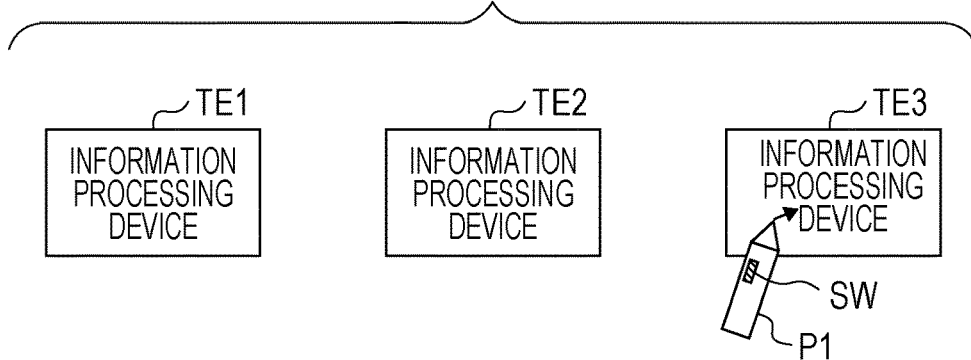 TE1
TE2
TE3
INFORMATION
PROCESSING
DEVICE
INFORMATION
PROCESSING
DEVICE
INFORMATION
PROCESSING
DEVICE
SW
P1